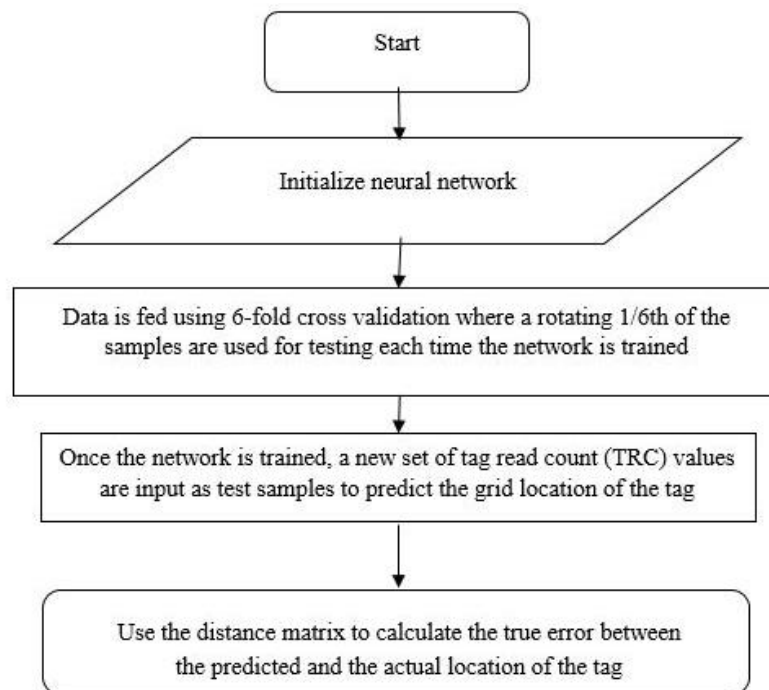 Start
Initialize neural network
Data is fed using 6-fold cross validation where a rotating 1/6th of the
samples are used for testing each time the network is trained
Once the network is trained, a new set of tag read count (TRC) values
are input as test samples to predict the grid location of the tag
Use the distance matrix to calculate the true error between
the predicted and the actual location of the tag